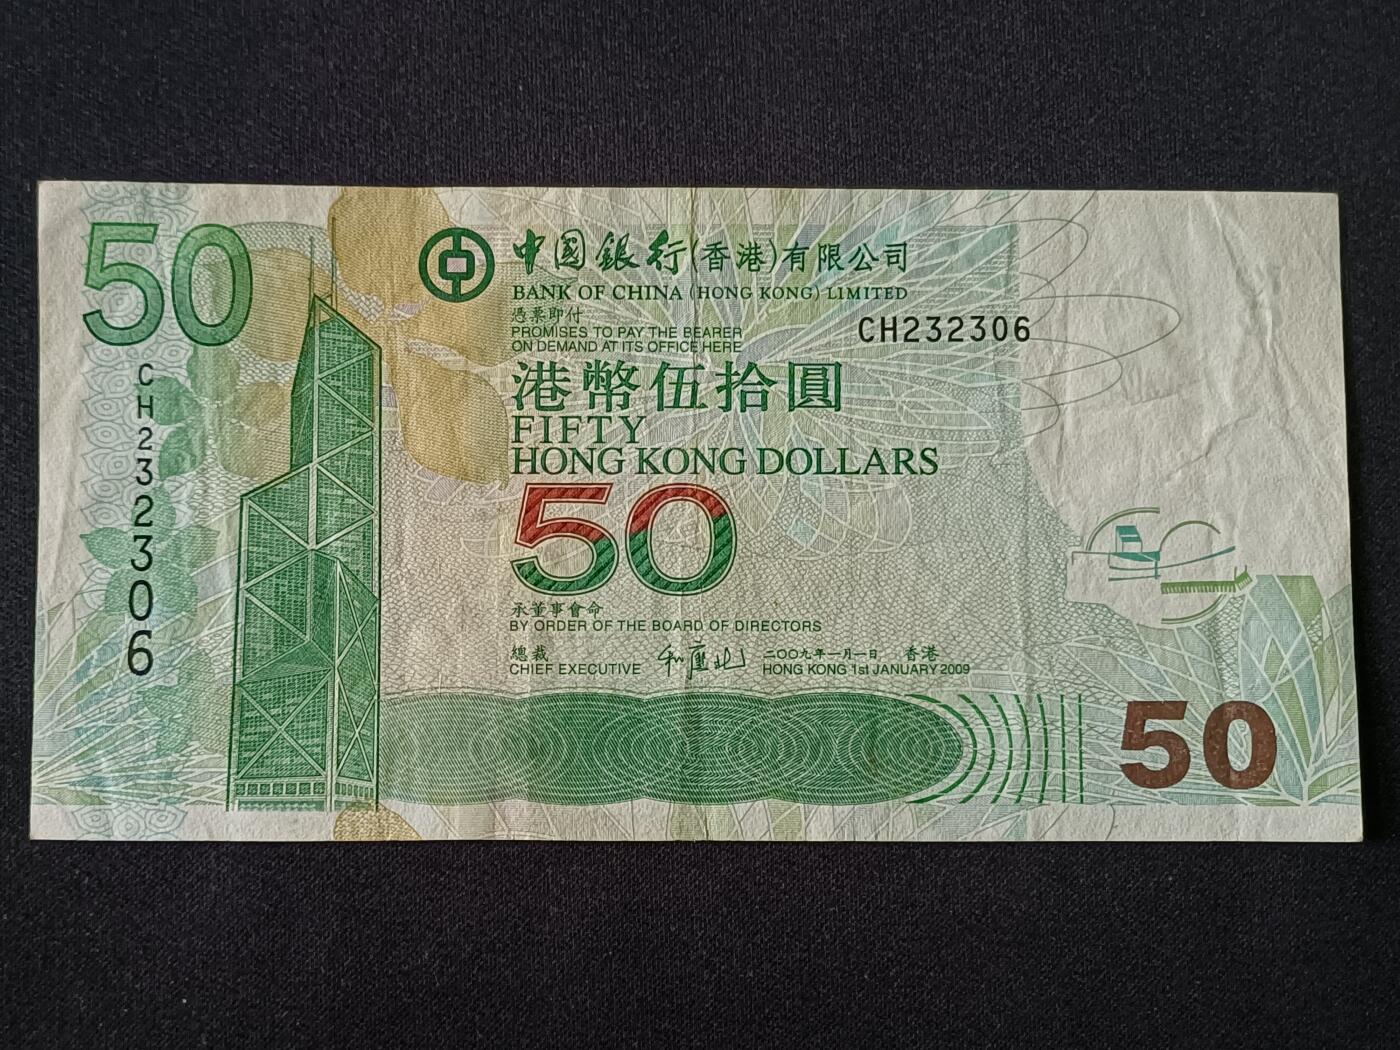 50
中國銀行(香港)有限公司
BANK OF CHINA (HONG KONG) LIMITED
憑票即付
PROMISES TO PAY THE BEARER
ON DEMAND AT ITS OFFICE HERE
CH232306
港幣伍拾圓
FIFTY
HONG KONG DOLLARS
50
CH232306
承董事會命
BY ORDER OF THE BOARD OF DIRECTORS
總裁
CHIEF EXECUTIVE
和廣北
二〇〇九年一月一日 香港
HONG KONG 1st JANUARY 2009
50